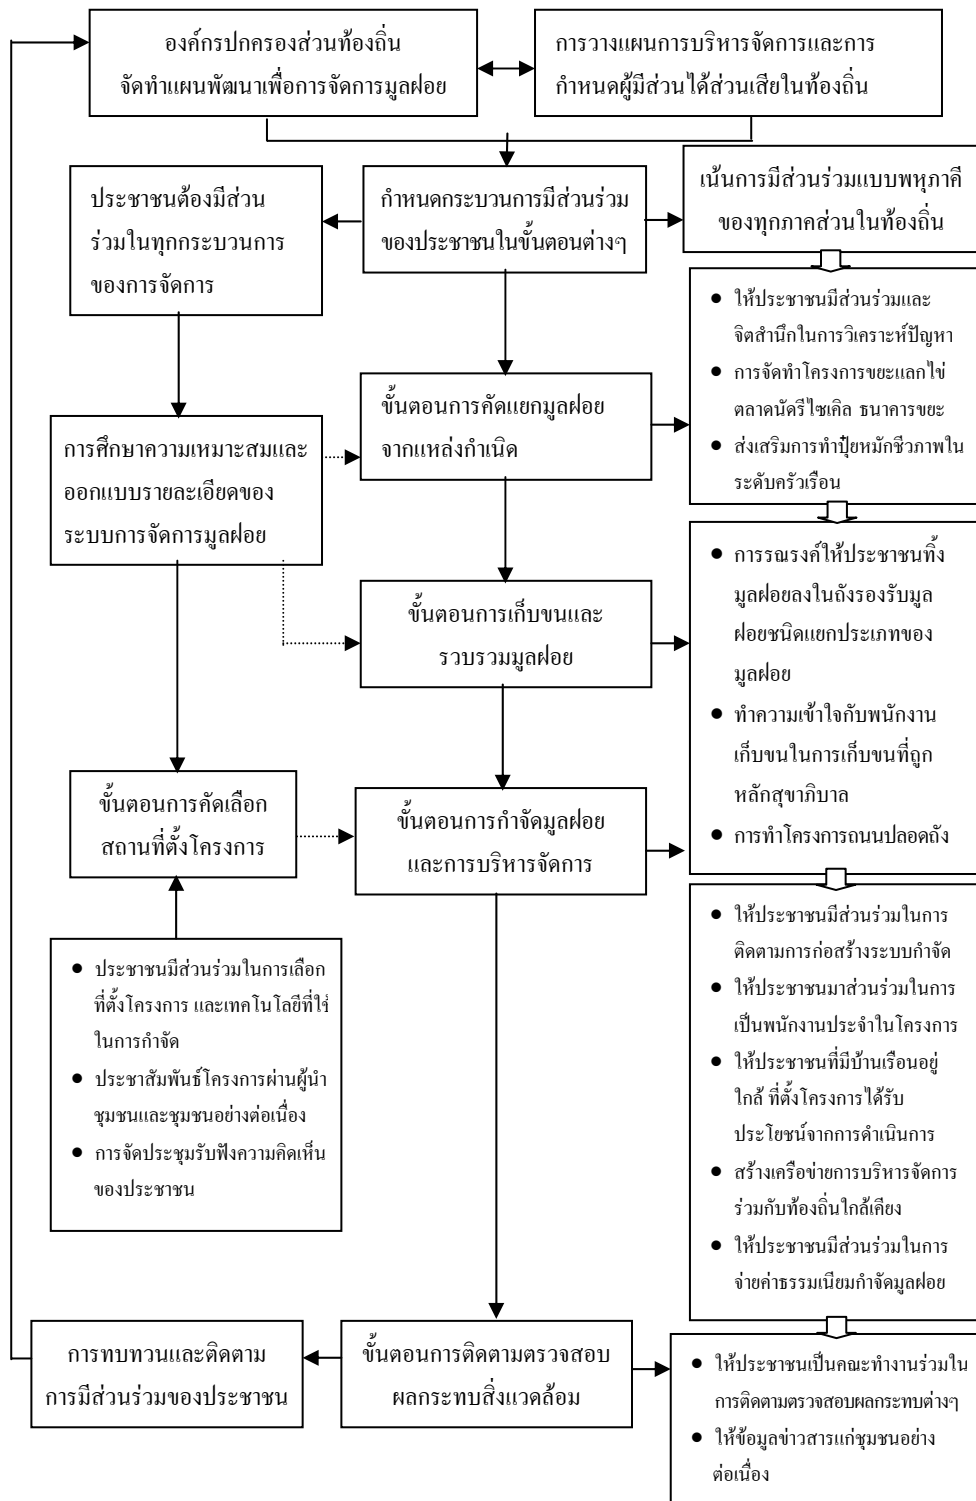 องค์กรปกครองส่วนท้องถิ่น
จัดทำแผนพัฒนาเพื่อการจัดการมูลฝอย
การวางแผนการบริหารจัดการและการ
กำหนดผู้มีส่วนได้ส่วนเสียในท้องถิ่น
ประชาชนต้องมีส่วน
ร่วมในทุกกระบวนการ
ของการจัดการ
กำหนดกระบวนการมีส่วนร่วม
ของประชาชนในขั้นตอนต่างๆ
เน้นการมีส่วนร่วมแบบพหุภาคี
ของทุกภาคส่วนในท้องถิ่น
• ให้ประชาชนมีส่วนร่วมและ
จิตสำนึกในการวิเคราะห์ปัญหา
• การจัดทำโครงการขยะแลกไข่
ตลาดนัดรีไซเคิล ธนาคารขยะ
• ส่งเสริมการทำปุ๋ยหมักชีวภาพใน
ระดับครัวเรือน
ขั้นตอนการคัดแยกมูลฝอย
จากแหล่งกำเนิด
การศึกษาความเหมาะสมและ
ออกแบบรายละเอียดของ
ระบบการจัดการมูลฝอย
• การรณรงค์ให้ประชาชนทิ้ง
มูลฝอยลงในถังรองรับมูล
ฝอยชนิดแยกประเภทของ
มูลฝอย
• ทำความเข้าใจกับพนักงาน
เก็บขนในการเก็บขนที่ถูก
หลักสุขาภิบาล
• การทำโครงการถนนปลอดถัง
ขั้นตอนการเก็บขนและ
รวบรวมมูลฝอย
ขั้นตอนการคัดเลือก
สถานที่ตั้งโครงการ
ขั้นตอนการกำจัดมูลฝอย
และการบริหารจัดการ
• ให้ประชาชนมีส่วนร่วมในการ
ติดตามการก่อสร้างระบบกำจัด
• ให้ประชาชนมาส่วนร่วมในการ
เป็นพนักงานประจำในโครงการ
• ให้ประชาชนที่มีบ้านเรือนอยู่
ใกล้ ที่ตั้งโครงการได้รับ
ประโยชน์จากการดำเนินการ
• สร้างเครือข่ายการบริหารจัดการ
ร่วมกับท้องถิ่นใกล้เคียง
• ให้ประชาชนมีส่วนร่วมในการ
จ่ายค่าธรรมเนียมกำจัดมูลฝอย
• ประชาชนมีส่วนร่วมในการเลือก
ที่ตั้งโครงการ และเทคโนโลยีที่ใช้
ในการกำจัด
• ประชาสัมพันธ์โครงการผ่านผู้นำ
ชุมชนและชุมชนอย่างต่อเนื่อง
• การจัดประชุมรับฟังความคิดเห็น
ของประชาชน
การทบทวนและติดตาม
การมีส่วนร่วมของประชาชน
ขั้นตอนการติดตามตรวจสอบ
ผลกระทบสิ่งแวดล้อม
• ให้ประชาชนเป็นคณะทำงานร่วมใน
การติดตามตรวจสอบผลกระทบต่างๆ
• ให้ข้อมูลข่าวสารแก่ชุมชนอย่าง
ต่อเนื่อง